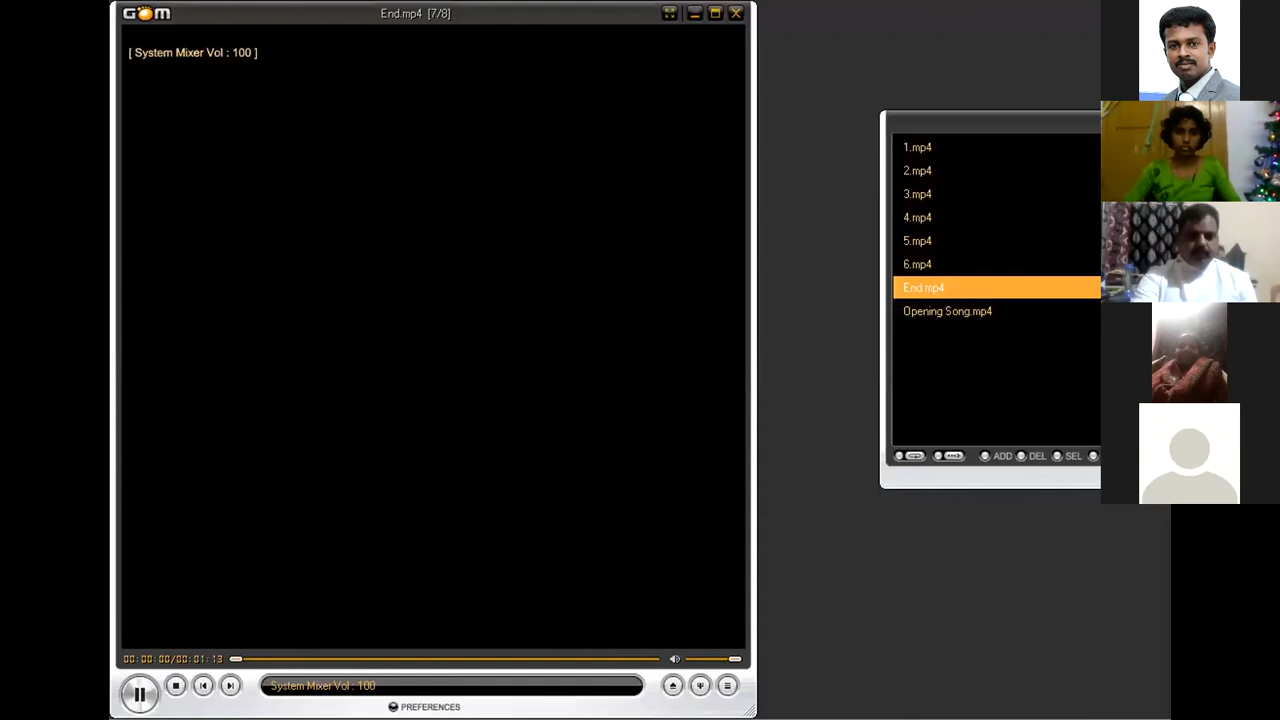 GOM
End.mp4 [7/8]
[ System Mixer Vol : 100 ]
1.mp4
2.mp4
3.mp4
4.mp4
5.mp4
6.mp4
End.mp4
Opening Song.mp4
ADD DEL SEL
00:00:00/00:01:13
System Mixer Vol : 100
PREFERENCES